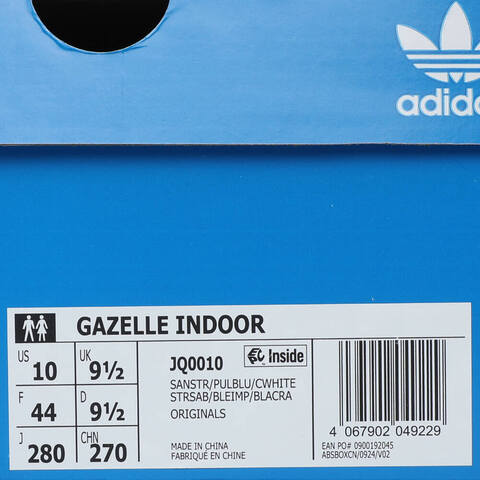 adidas
GAZELLE INDOOR
US 10 UK 9½
F 44 D 9½
J 280 CHN 270
JQ0010 Inside
SANSTR/PULBLU/CWHITE
STRSAB/BLEIMP/BLACRA
ORIGINALS
MADE IN CHINA
FABRIQUÉ EN CHINE
4 067902 049229
EAN PO# 0900192045
ABSBOXCN/0924/V02